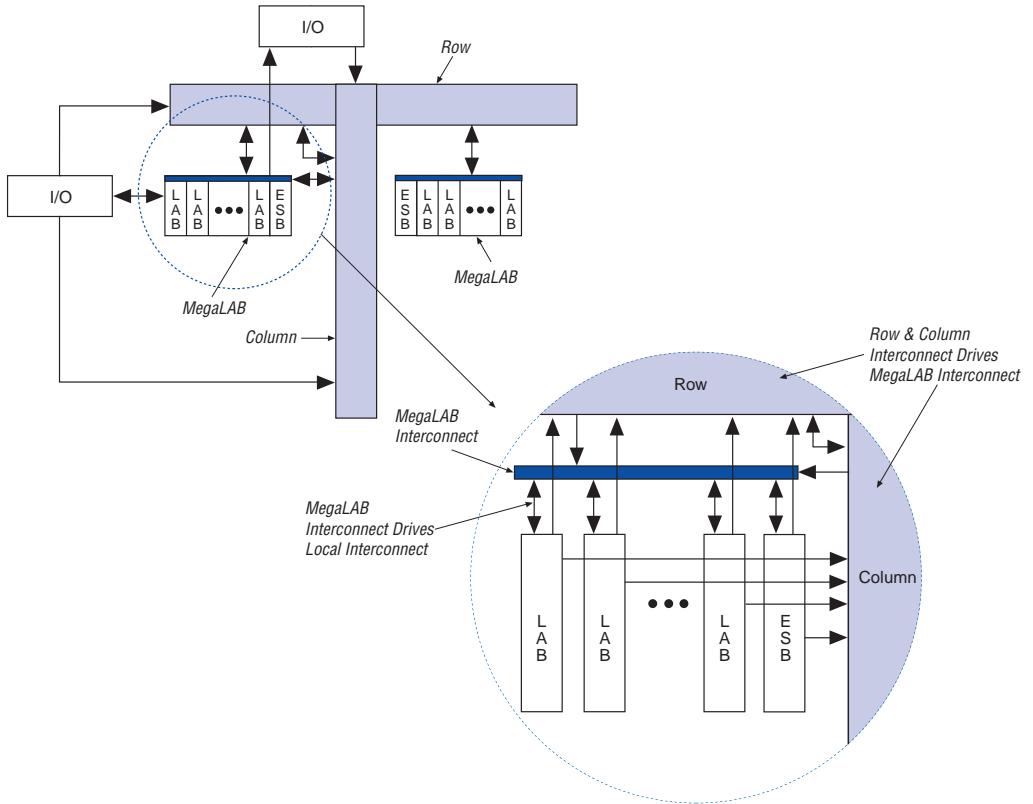 I/O
Row
I/O
L
A
B
L
A
B
•••
L
A
B
E
S
B
E
S
B
L
A
B
L
A
B
•••
L
A
B
MegaLAB
MegaLAB
Column
Row & Column
Interconnect Drives
MegaLAB Interconnect
Row
MegaLAB
Interconnect
MegaLAB
Interconnect Drives
Local Interconnect
Column
L
A
B
L
A
B
•••
L
A
B
E
S
B